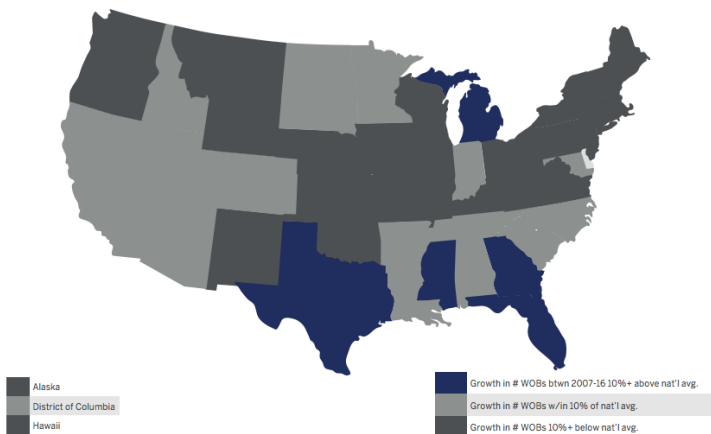 Alaska
District of Columbia
Hawaii
Growth in # WOBs btwn 2007-16 10%+ above nat'l avg.
Growth in # WOBs w/in 10% of nat'l avg.
Growth in # WOBs 10%+ below nat'l avg.